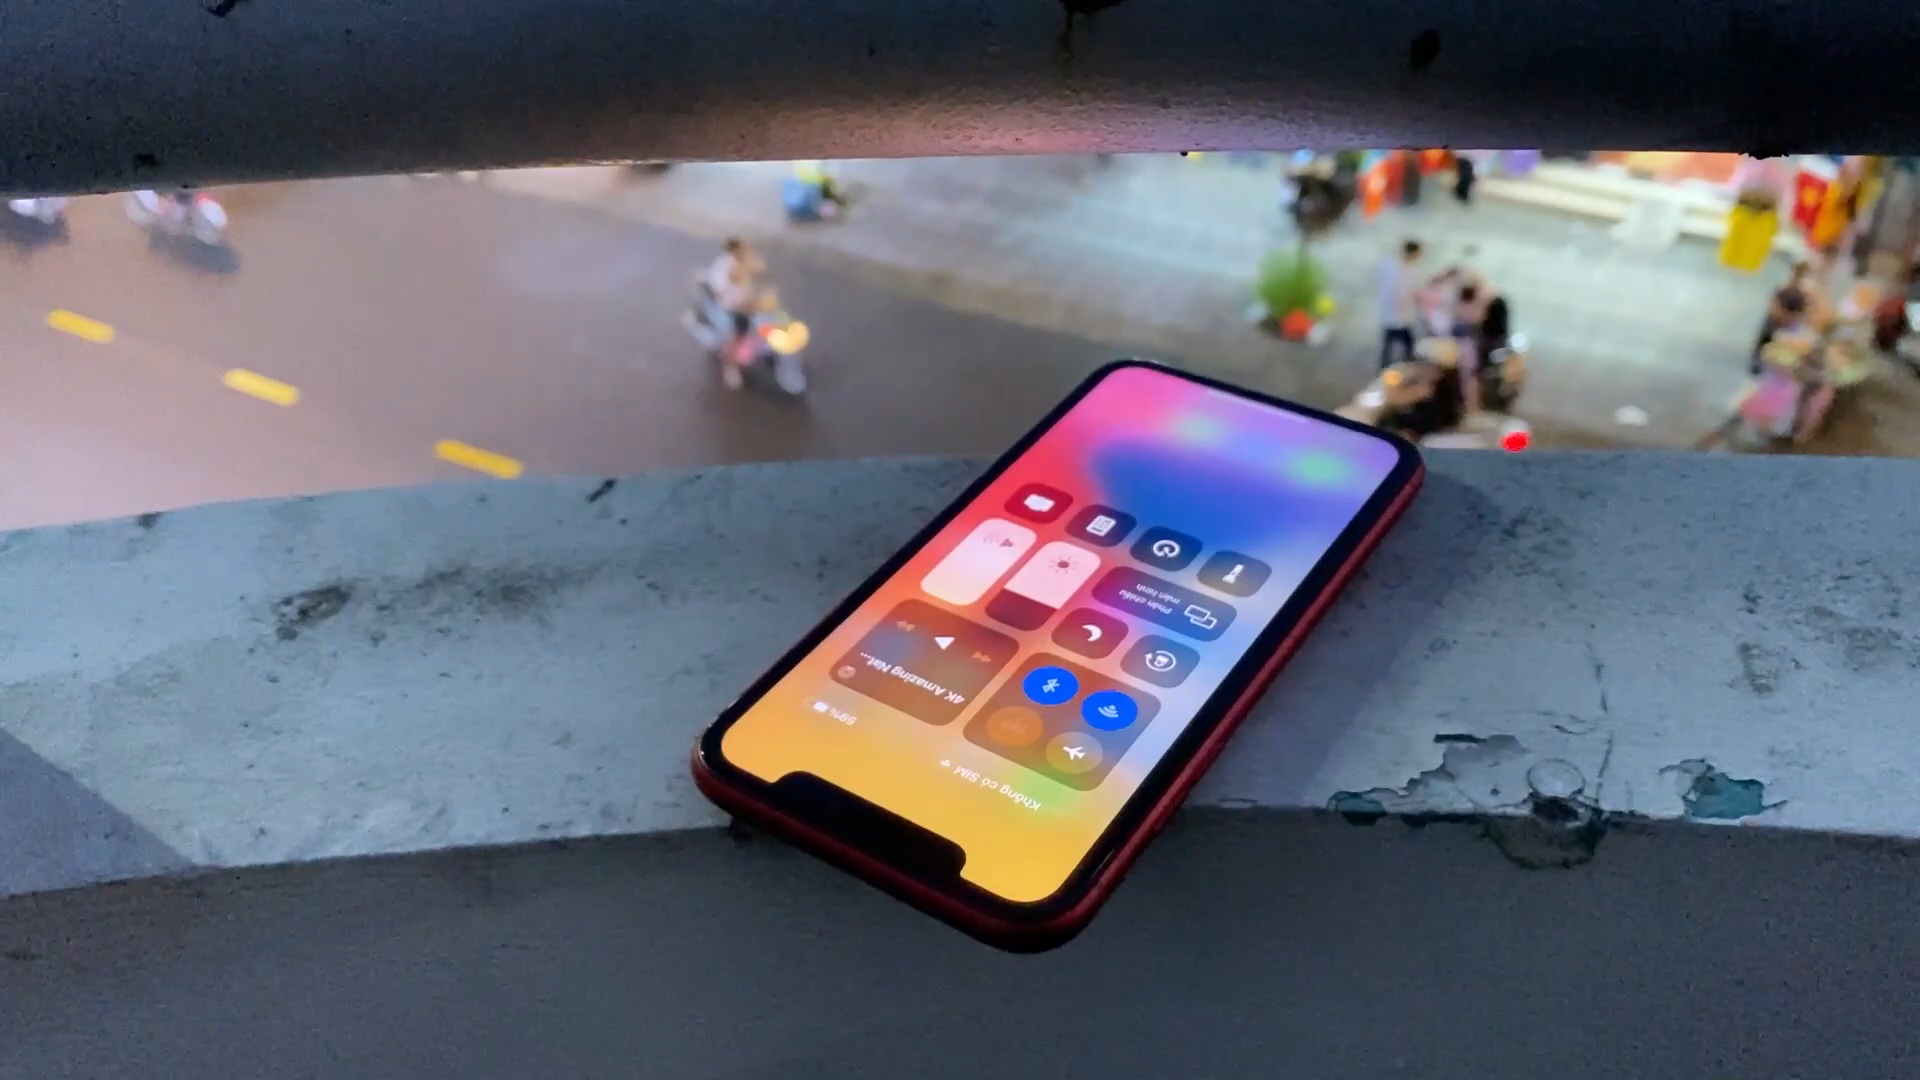 Không có SIM
59%
4K Amazing Nat...
Phản chiếu
màn hình